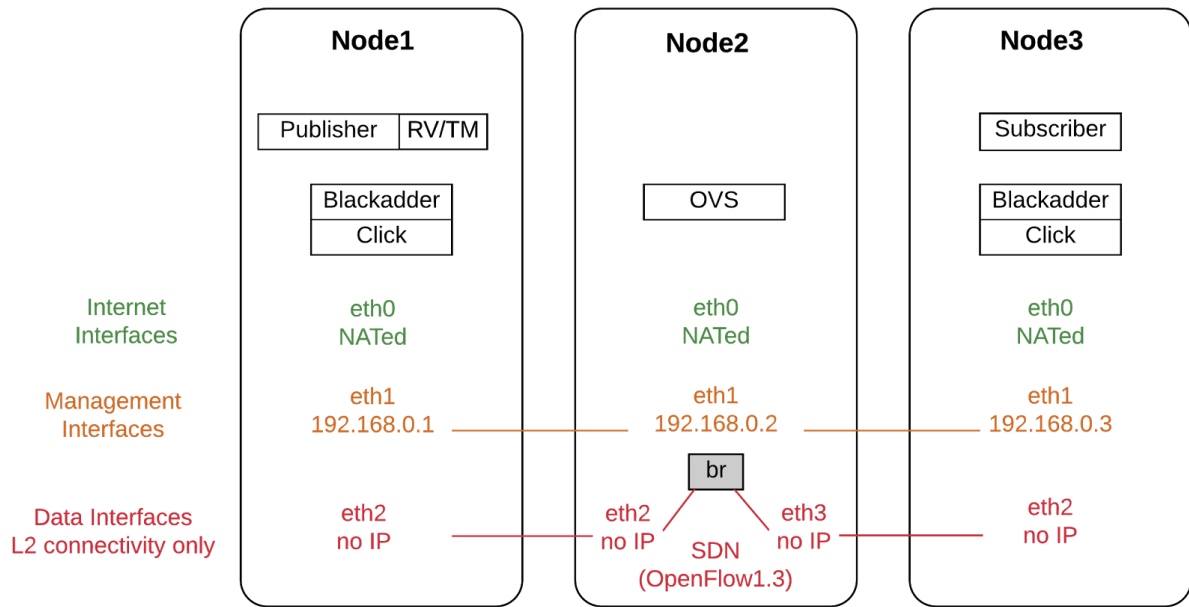 Node1
Node2
Node3
Publisher
RV/TM
Subscriber
Blackadder
Click
OVS
Blackadder
Click
Internet
Interfaces
eth0
NATed
eth0
NATed
eth0
NATed
Management
Interfaces
eth1
192.168.0.1
eth1
192.168.0.2
eth1
192.168.0.3
br
Data Interfaces
L2 connectivity only
eth2
no IP
eth2
no IP
eth3
no IP
SDN
(OpenFlow1.3)
eth2
no IP